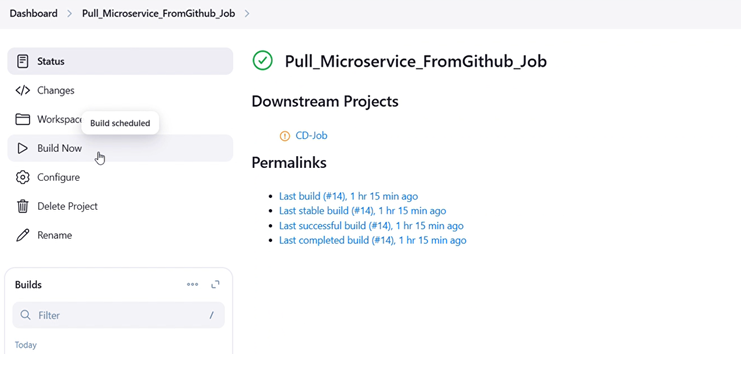 Dashboard > Pull_Microservice_FromGithub_Job >
Status
Changes
Workspace
Build scheduled
Build Now
Configure
Delete Project
Rename
Builds
Filter /
Today
Pull_Microservice_FromGithub_Job
Downstream Projects
CD-Job
Permalinks
Last build (#14), 1 hr 15 min ago
Last stable build (#14), 1 hr 15 min ago
Last successful build (#14), 1 hr 15 min ago
Last completed build (#14), 1 hr 15 min ago